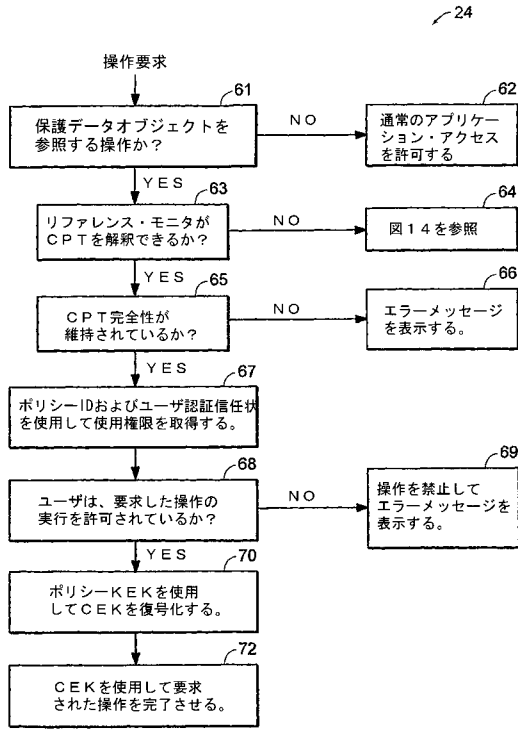 24
操作要求
61
保護データオブジェクトを
参照する操作か？
NO
62
通常のアプリケー
ション・アクセス
を許可する
YES
63
リファレンス・モニタが
CPTを解釈できるか？
NO
64
図14を参照
YES
65
CPT完全性が
維持されているか？
NO
66
エラーメッセージ
を表示する。
YES
67
ポリシーIDおよびユーザ認証信任状
を使用して使用権限を取得する。
68
ユーザは、要求した操作の
実行を許可されているか？
NO
69
操作を禁止して
エラーメッセージを
表示する。
YES
70
ポリシーKEKを使用
してCEKを復号化する。
72
CEKを使用して要求
された操作を完了させる。